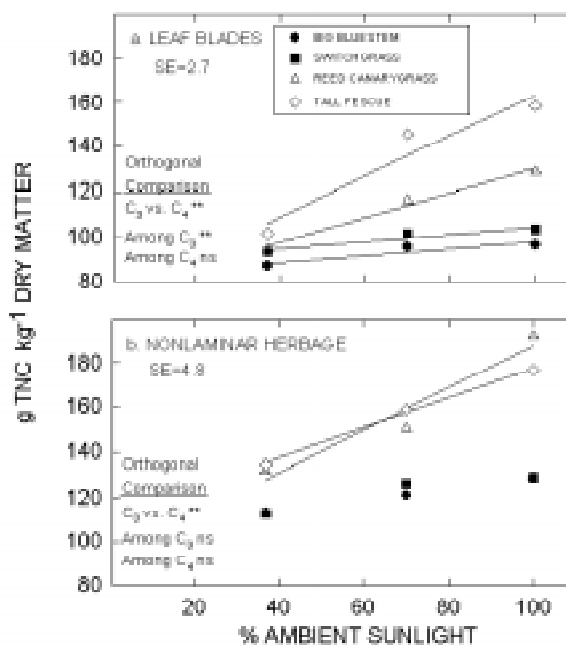 a. LEAF BLADES
SE=2.7
● BIG BLUESTEM
■ SWITCHGRASS
△ REED CANARYGRASS
◇ TALL FESCUE
180
160
140
120
100
80
Orthogonal
Comparison
C3 vs. C4 **
Among C3 **
Among C4 ns
g TNC kg-1 DRY MATTER
b. NONLAMINAR HERBAGE
SE=4.8
180
160
140
120
100
80
Orthogonal
Comparison
C3 vs. C4 **
Among C3 ns
Among C4 ns
20 40 60 80 100
% AMBIENT SUNLIGHT